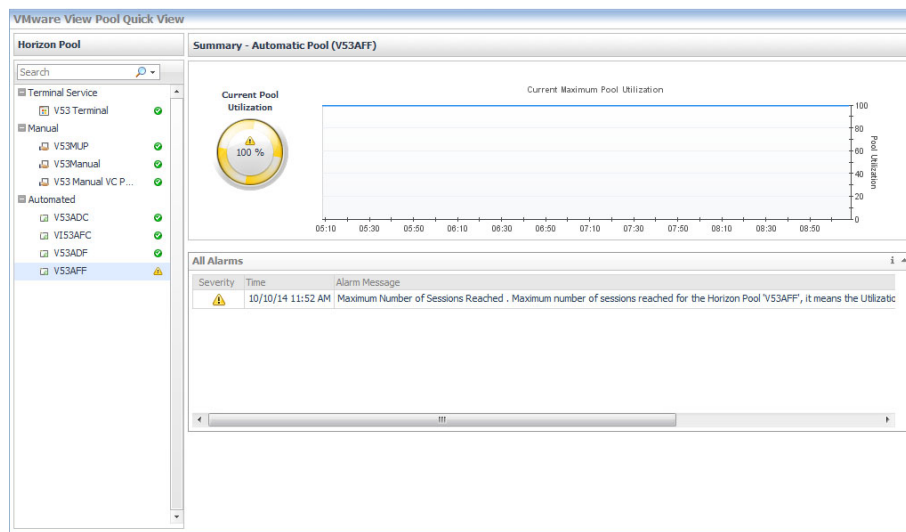 VMware View Pool Quick View
Horizon Pool
Search
Terminal Service
V53 Terminal
Manual
V53MUP
V53Manual
V53 Manual VC P...
Automated
V53ADC
VI53AFC
V53ADF
V53AFF
Summary - Automatic Pool (V53AFF)
Current Pool
Utilization
100 %
Current Maximum Pool Utilization
100
80
60
40
20
0
Pool Utilization
05:10 05:30 05:50 06:10 06:30 06:50 07:10 07:30 07:50 08:10 08:30 08:50
All Alarms
Severity Time Alarm Message
10/10/14 11:52 AM Maximum Number of Sessions Reached . Maximum number of sessions reached for the Horizon Pool 'V53AFF', it means the Utilizatio